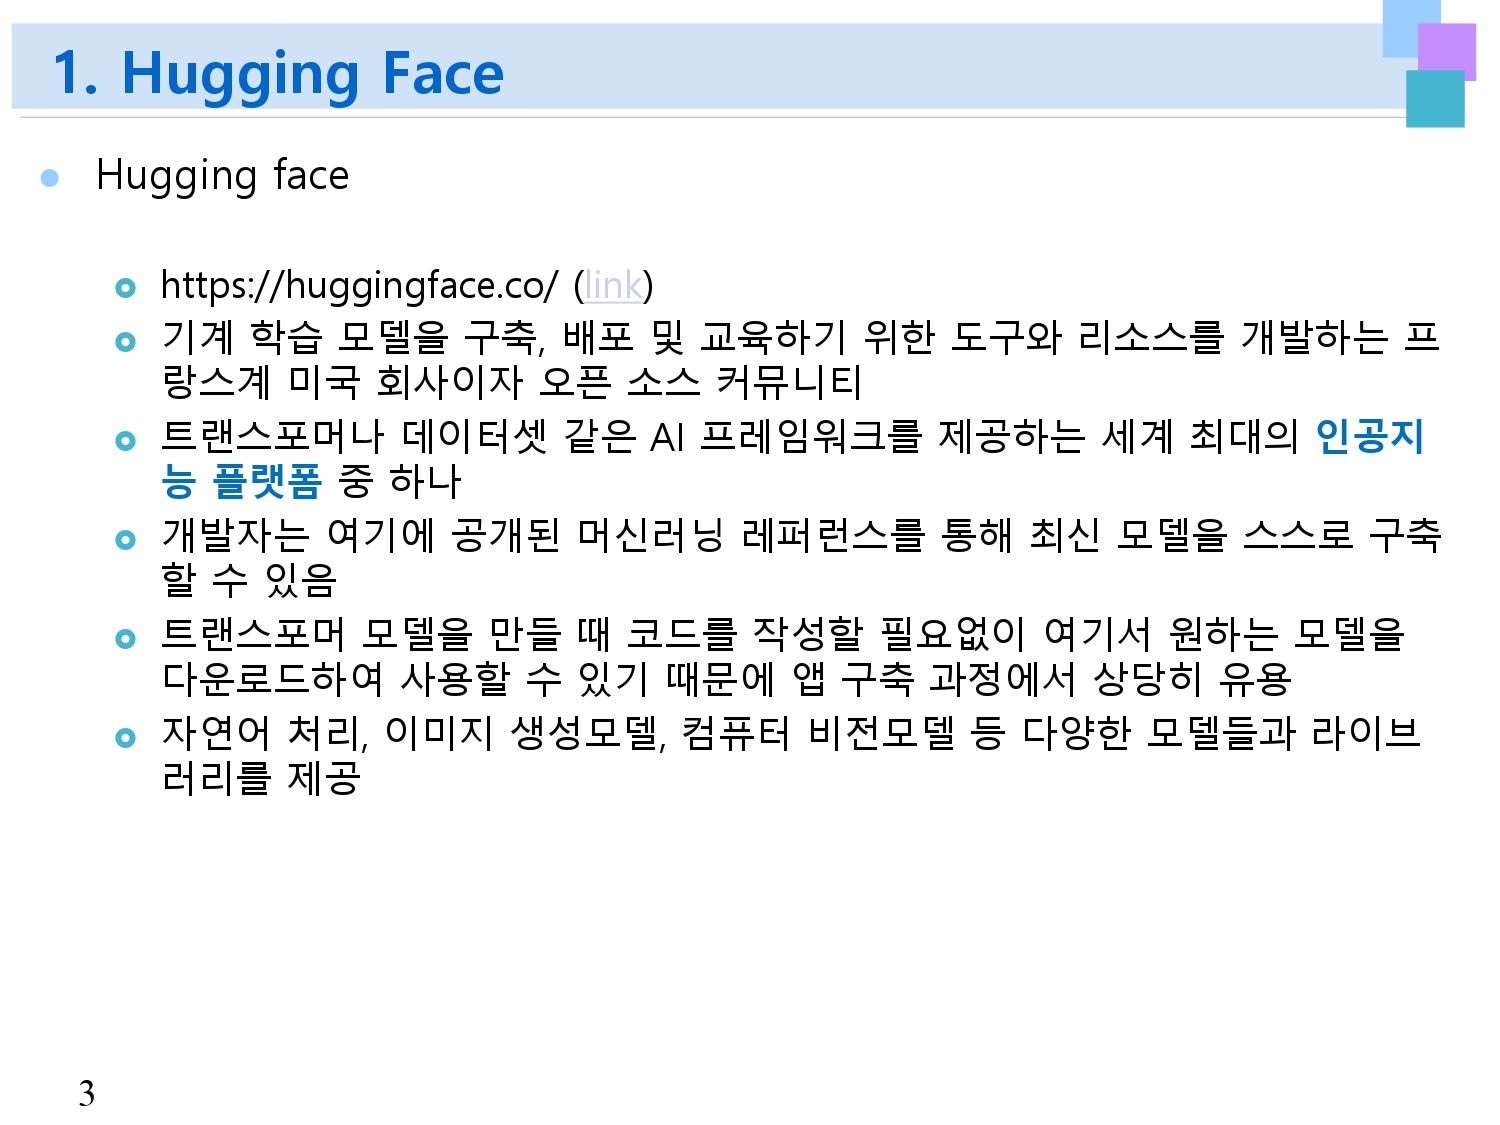 1. Hugging Face
Hugging face
https://huggingface.co/ (link)
기계 학습 모델을 구축, 배포 및 교육하기 위한 도구와 리소스를 개발하는 프
랑스계 미국 회사이자 오픈 소스 커뮤니티
트랜스포머나 데이터셋 같은 AI 프레임워크를 제공하는 세계 최대의 인공지
능 플랫폼 중 하나
개발자는 여기에 공개된 머신러닝 레퍼런스를 통해 최신 모델을 스스로 구축
할 수 있음
트랜스포머 모델을 만들 때 코드를 작성할 필요없이 여기서 원하는 모델을
다운로드하여 사용할 수 있기 때문에 앱 구축 과정에서 상당히 유용
자연어 처리, 이미지 생성모델, 컴퓨터 비전모델 등 다양한 모델들과 라이브
러리를 제공
3